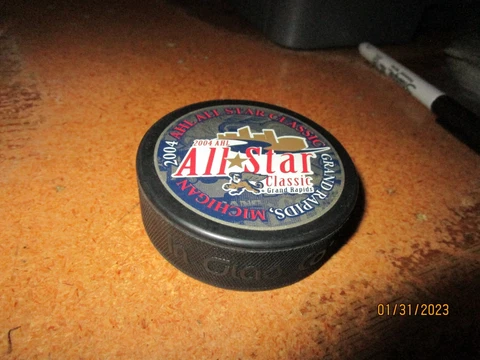 2004 AHL ALL STAR CLASSIC
GRAND RAPIDS, MICHIGAN
2004 AHL
All★Star
Classic
Grand Rapids
01/31/2023